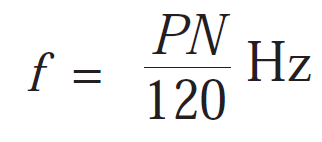 f = PN/120 Hz